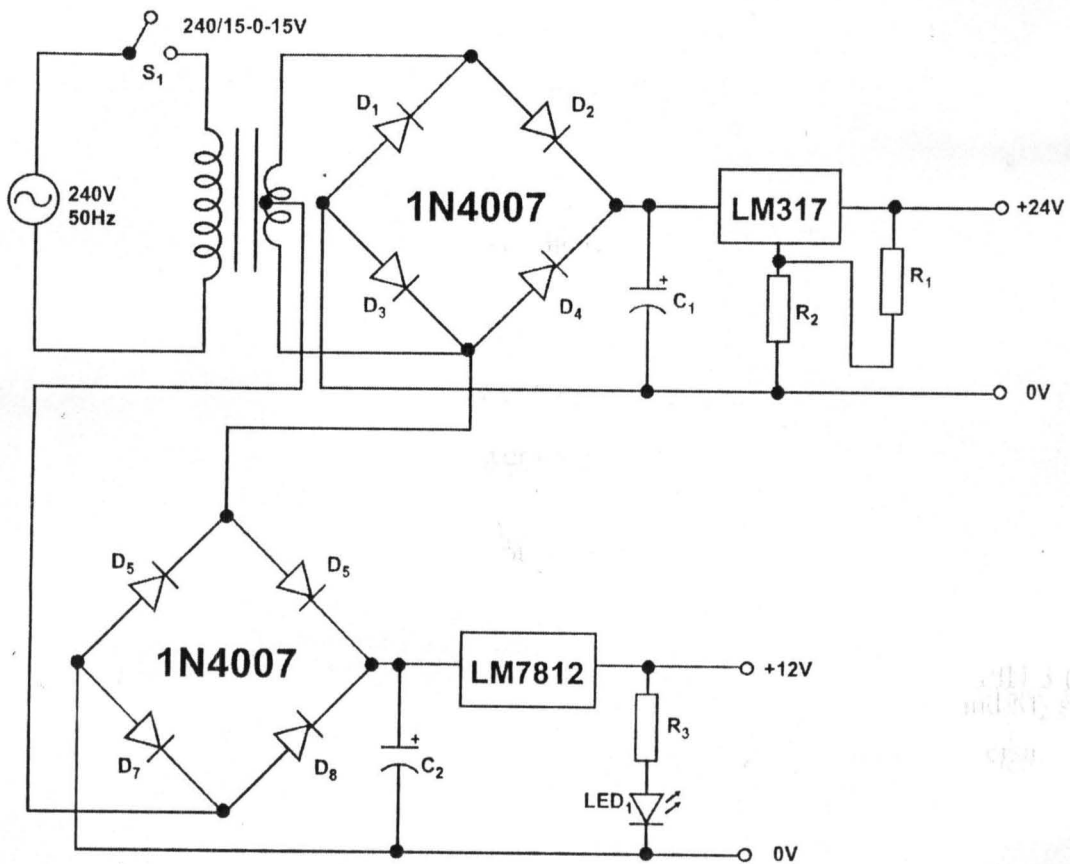 240/15-0-15V
S1
D1
D2
240V
50Hz
1N4007
LM317
+24V
D3
D4
+
C1
R2
R1
0V
D5
D5
1N4007
LM7812
+12V
D7
D8
+
C2
R3
LED1
0V